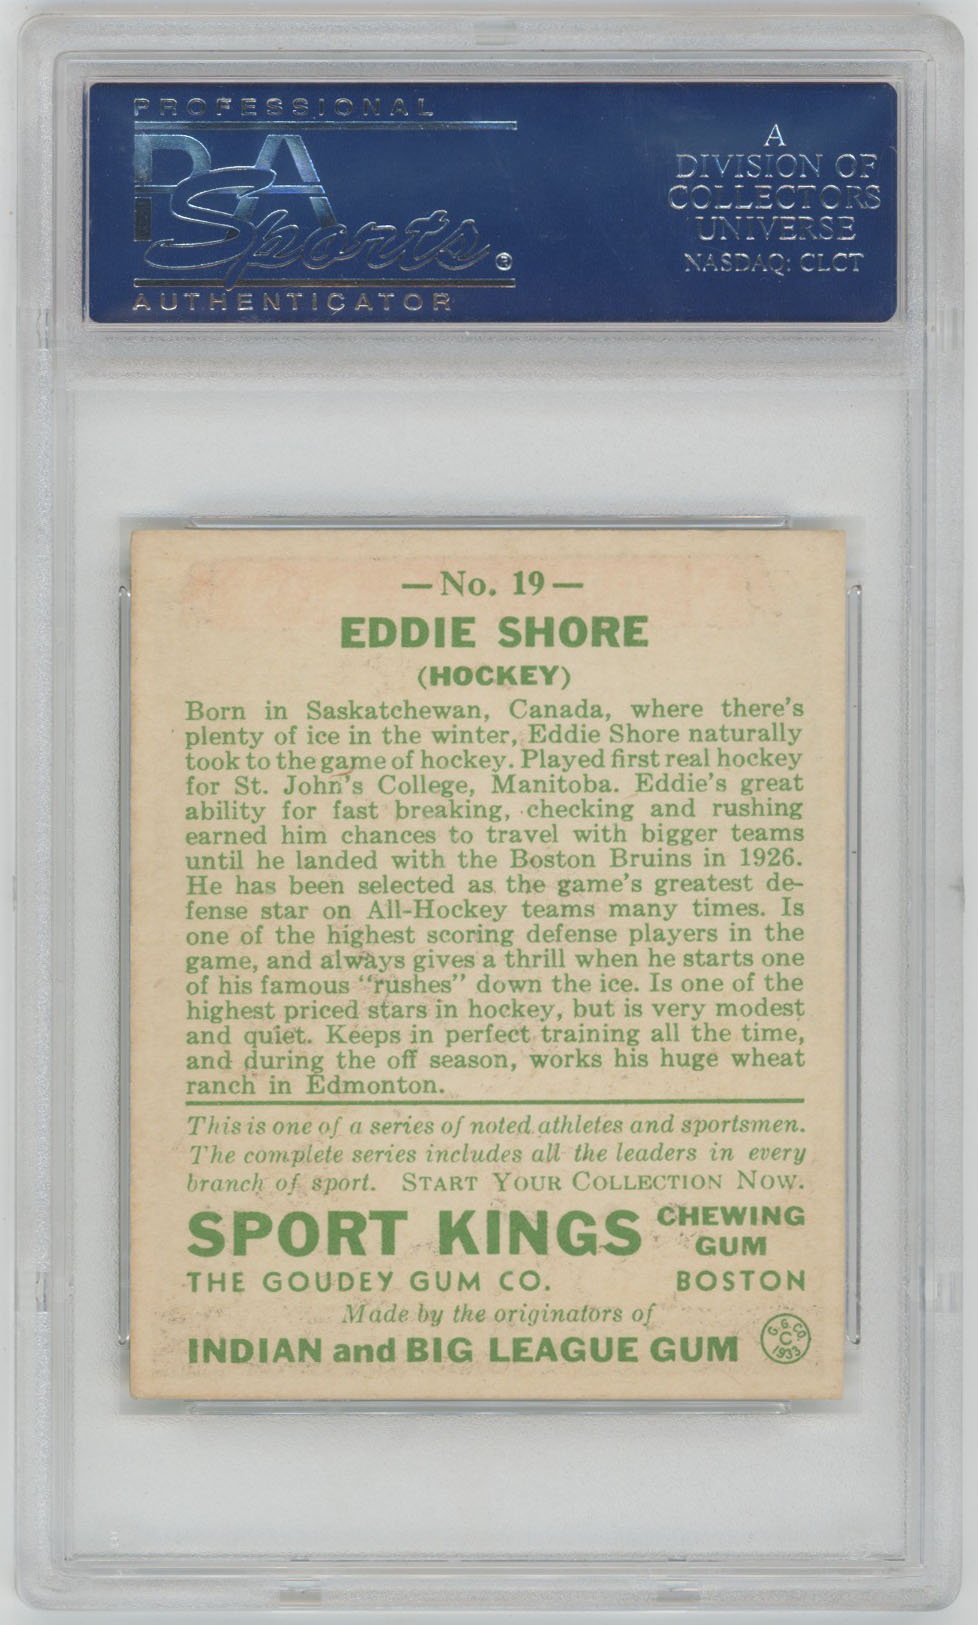 PROFESSIONAL
PSA
Sports®
AUTHENTICATOR
A
DIVISION OF
COLLECTORS
UNIVERSE
NASDAQ: CLCT
—No. 19—
EDDIE SHORE
(HOCKEY)
Born in Saskatchewan, Canada, where there's
plenty of ice in the winter, Eddie Shore naturally
took to the game of hockey. Played first real hockey
for St. John's College, Manitoba. Eddie's great
ability for fast breaking, checking and rushing
earned him chances to travel with bigger teams
until he landed with the Boston Bruins in 1926.
He has been selected as the game's greatest de-
fense star on All-Hockey teams many times. Is
one of the highest scoring defense players in the
game, and always gives a thrill when he starts one
of his famous "rushes" down the ice. Is one of the
highest priced stars in hockey, but is very modest
and quiet. Keeps in perfect training all the time,
and during the off season, works his huge wheat
ranch in Edmonton.
This is one of a series of noted athletes and sportsmen.
The complete series includes all the leaders in every
branch of sport. START YOUR COLLECTION NOW.
SPORT KINGS CHEWING GUM
THE GOUDEY GUM CO. BOSTON
Made by the originators of
INDIAN and BIG LEAGUE GUM
G. G. CO.
C
1933